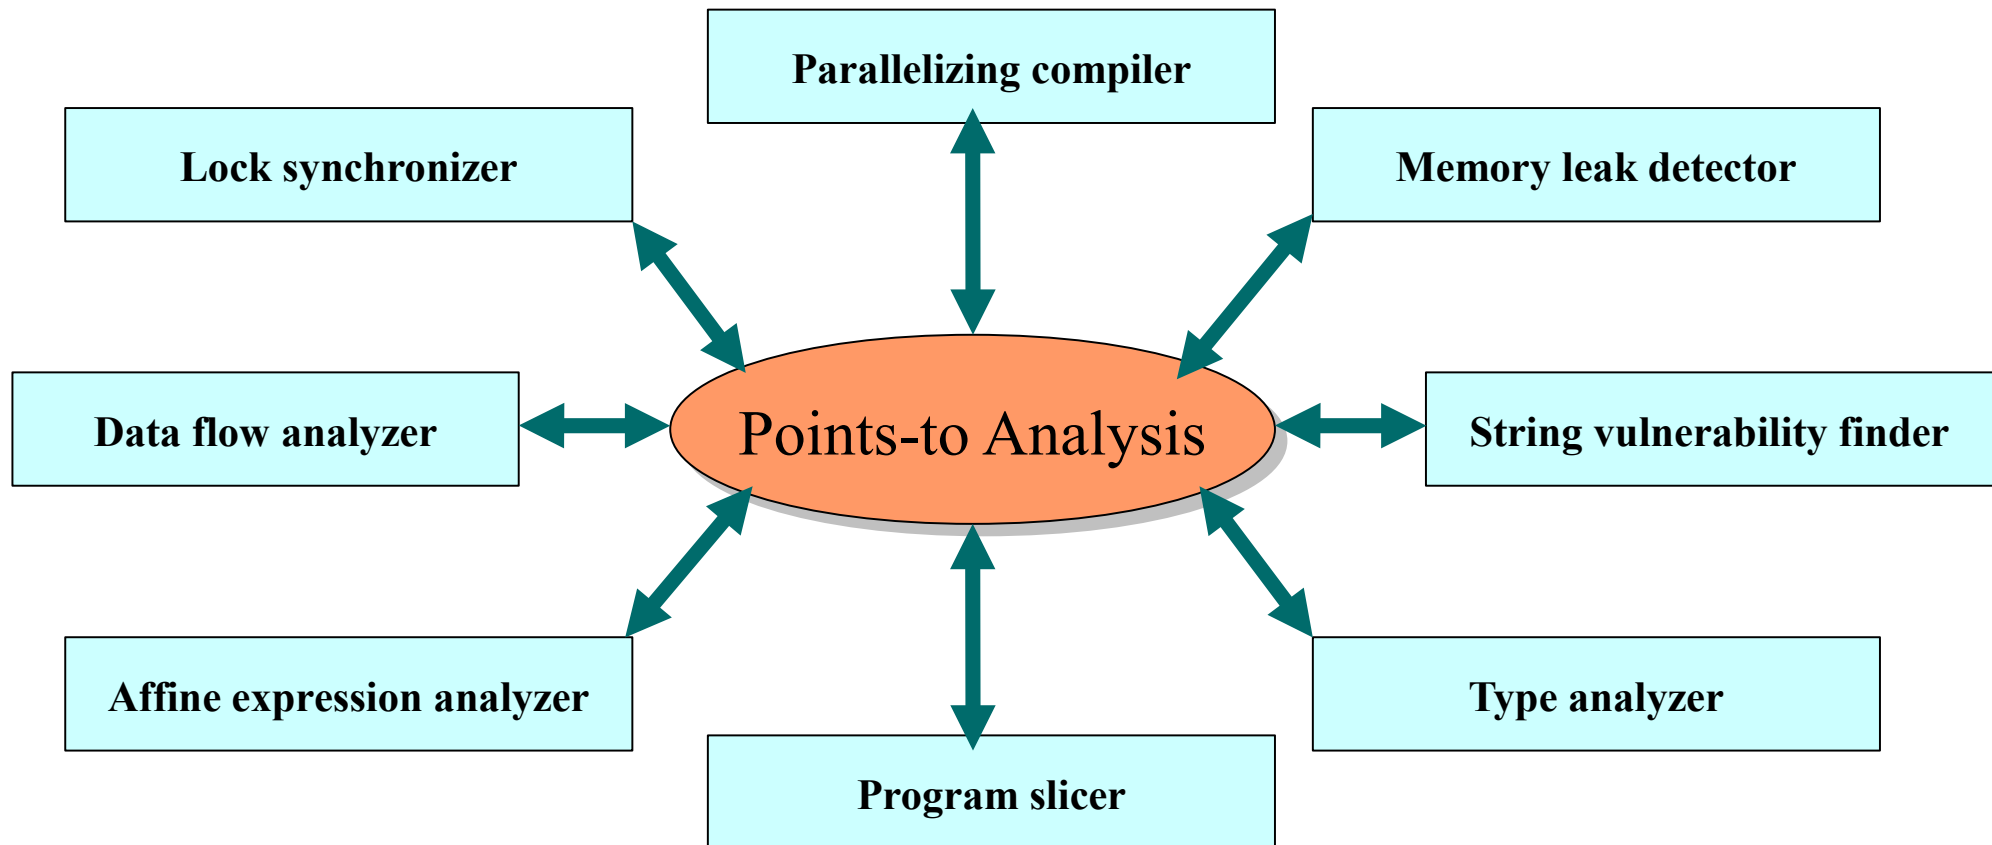 Parallelizing compiler
Lock synchronizer
Memory leak detector
Data flow analyzer
Points-to Analysis
String vulnerability finder
Affine expression analyzer
Type analyzer
Program slicer